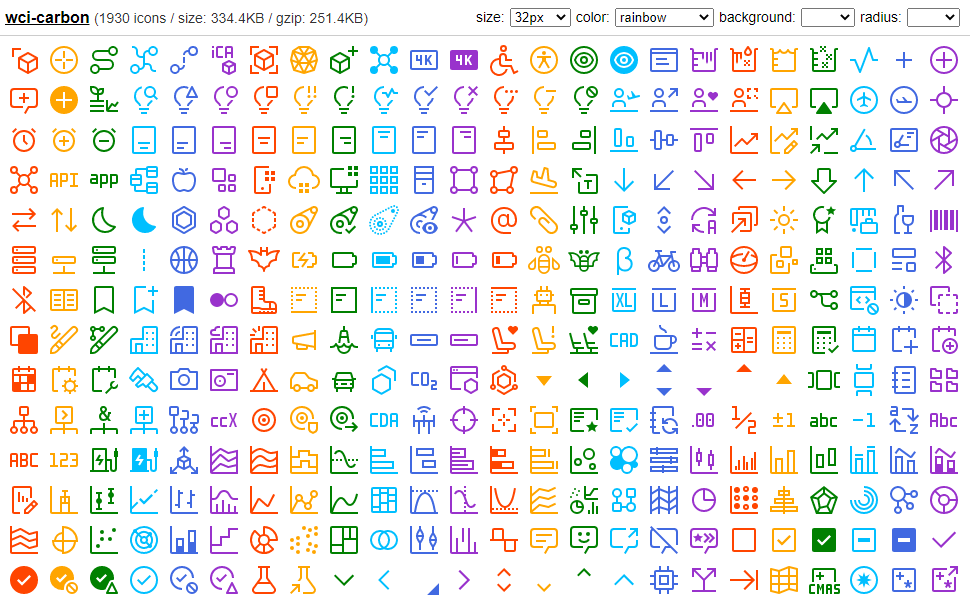 wci-carbon (1930 icons / size: 334.4KB / gzip: 251.4KB) size: 32px color: rainbow background: radius:
iCA 4K 4K
API app
T A
@
XL L M S
β
CAD
CO₂
& ccX CDA .00 1/2 ±1 abc -1 a z Abc
ABC 123
CMAS